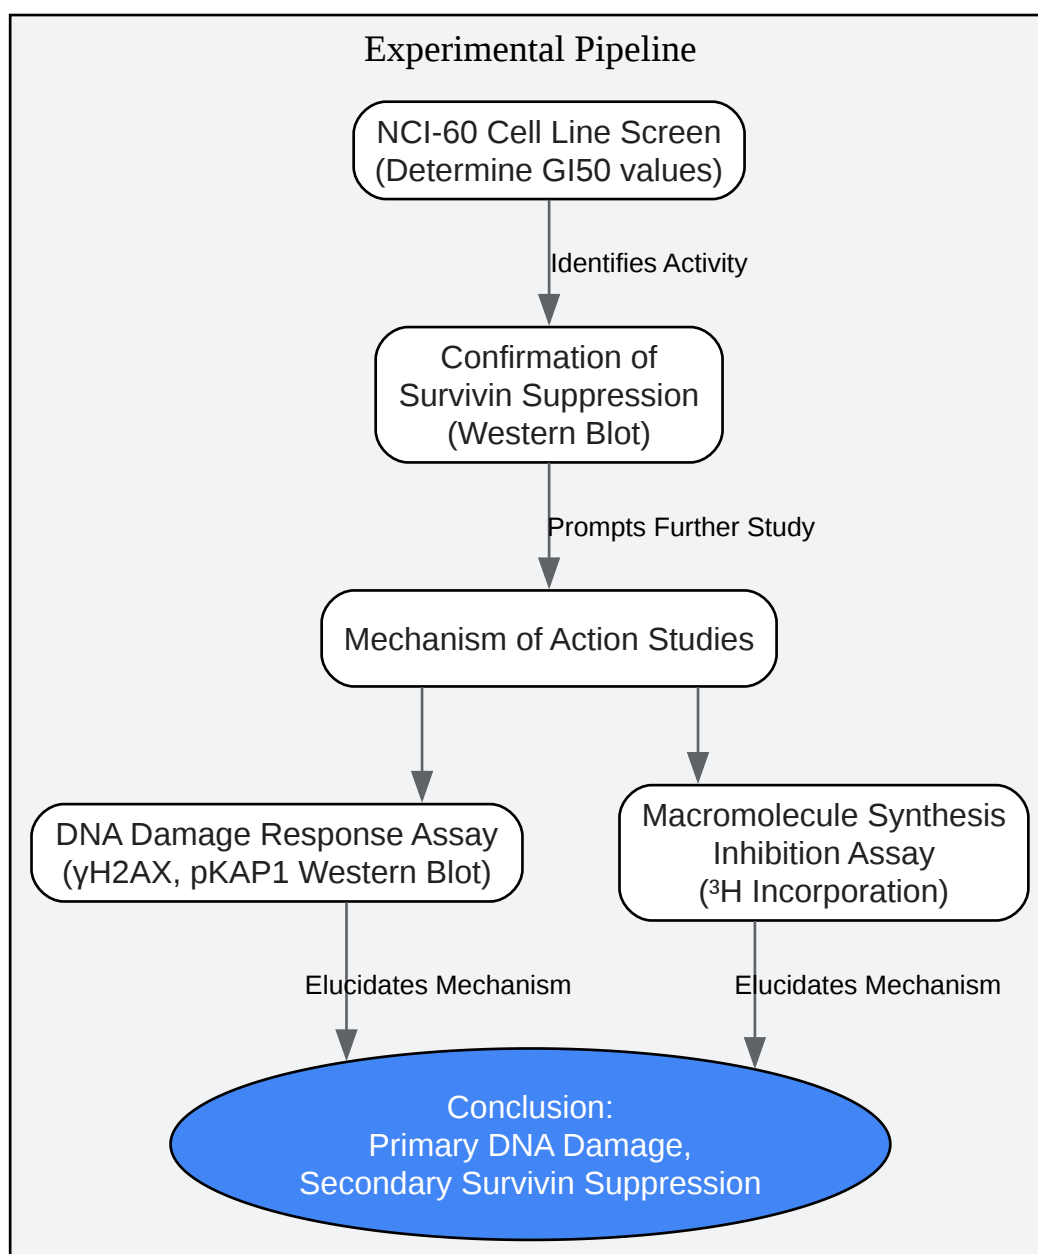 Experimental Pipeline
NCI-60 Cell Line Screen
(Determine GI50 values)
Identifies Activity
Confirmation of
Survivin Suppression
(Western Blot)
Prompts Further Study
Mechanism of Action Studies
DNA Damage Response Assay
(γH2AX, pKAP1 Western Blot)
Macromolecule Synthesis
Inhibition Assay
(³H Incorporation)
Elucidates Mechanism
Elucidates Mechanism
Conclusion:
Primary DNA Damage,
Secondary Survivin Suppression